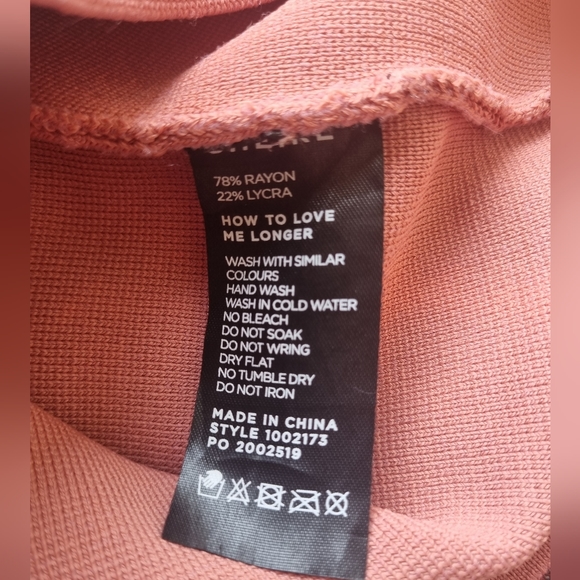 78% RAYON
22% LYCRA
HOW TO LOVE
ME LONGER
WASH WITH SIMILAR
COLOURS
HAND WASH
WASH IN COLD WATER
NO BLEACH
DO NOT SOAK
DO NOT WRING
DRY FLAT
NO TUMBLE DRY
DO NOT IRON
MADE IN CHINA
STYLE 1002173
PO 2002519